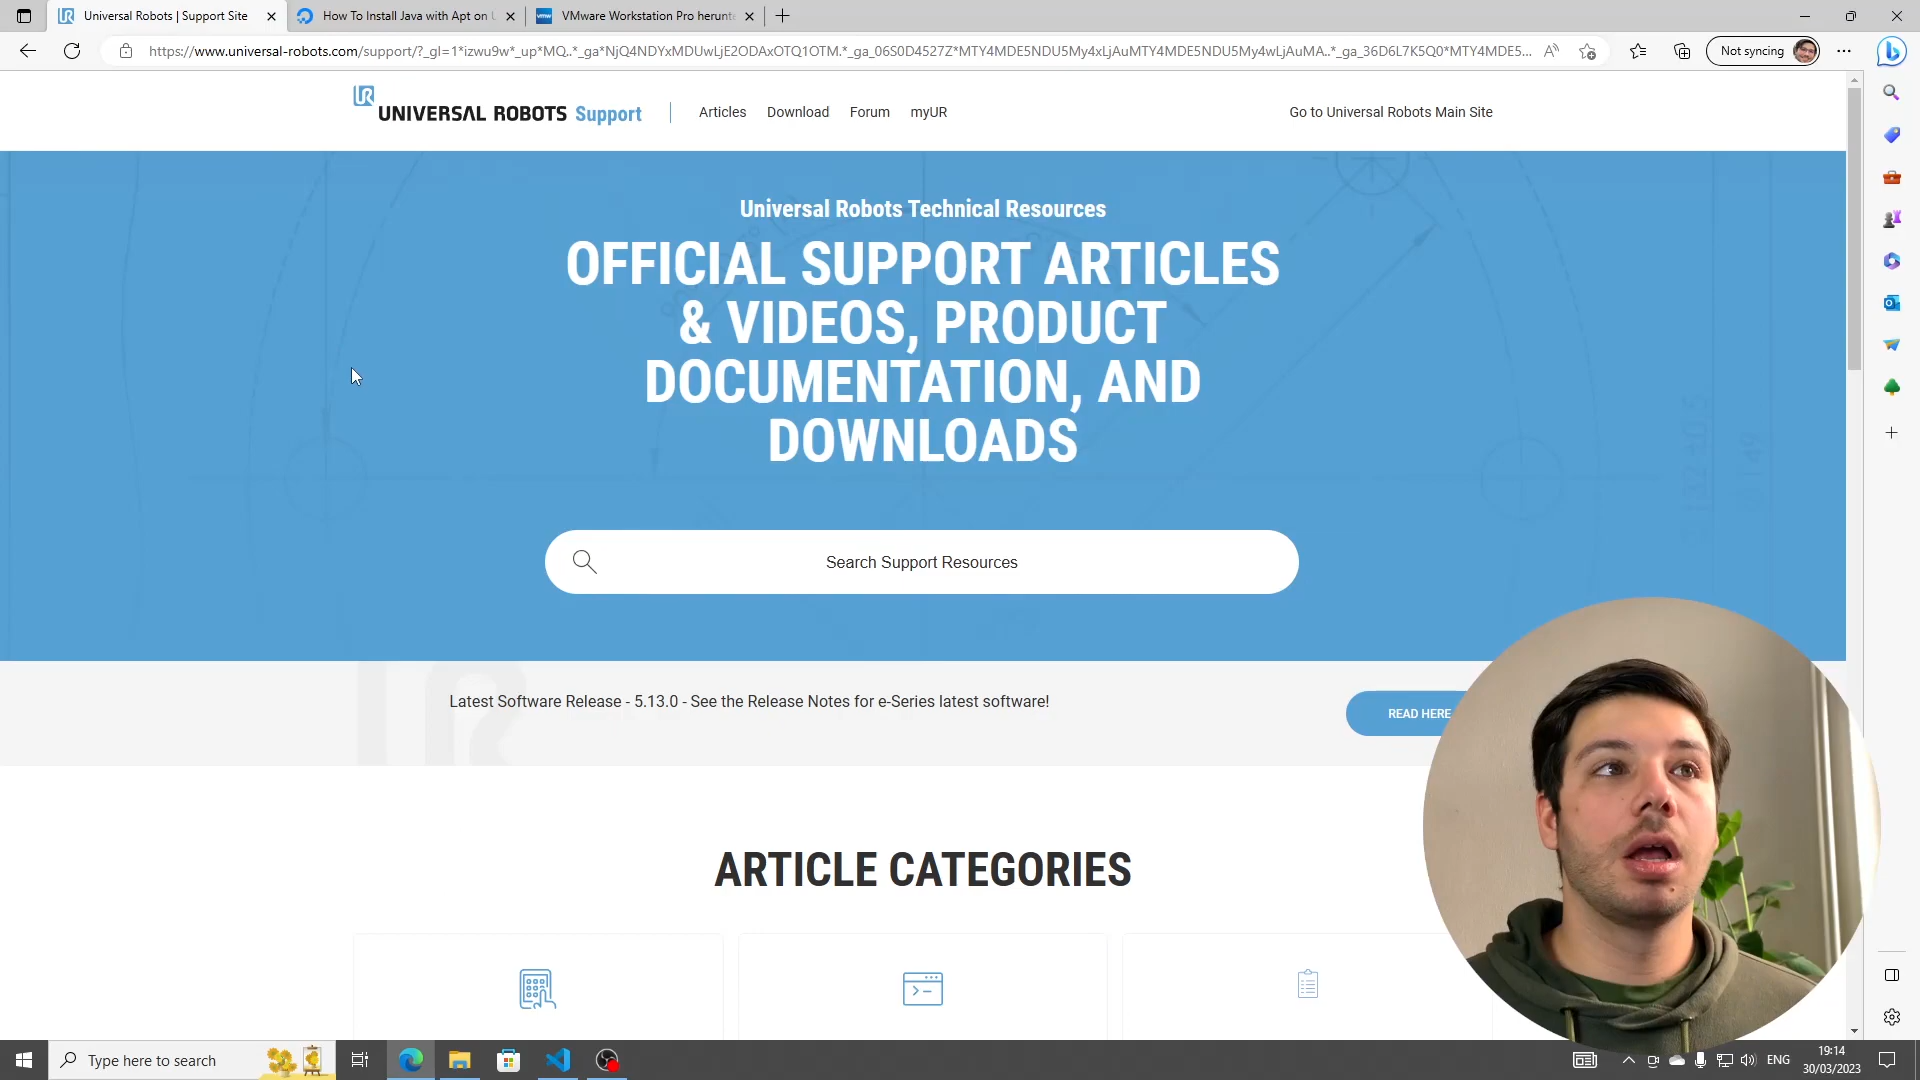 Universal Robots | Support Site
How To Install Java with Apt on U
VMware Workstation Pro herunte
https://www.universal-robots.com/support/?_gl=1*izwu9w*_up*MQ..*_ga*NjQ4NDYxMDUwLjE2ODAxOTQ1OTM.*_ga_06S0D4527Z*MTY4MDE5NDU5My4xLjAuMTY4MDE5NDU5My4wLjAuMA..*_ga_36D6L7K5Q0*MTY4MDE5...
Not syncing
UR
UNIVERSAL ROBOTS Support
Articles Download Forum myUR
Go to Universal Robots Main Site
Universal Robots Technical Resources
OFFICIAL SUPPORT ARTICLES
& VIDEOS, PRODUCT
DOCUMENTATION, AND
DOWNLOADS
Search Support Resources
Latest Software Release - 5.13.0 - See the Release Notes for e-Series latest software!
READ HERE
ARTICLE CATEGORIES
Type here to search
ENG
19:14
30/03/2023